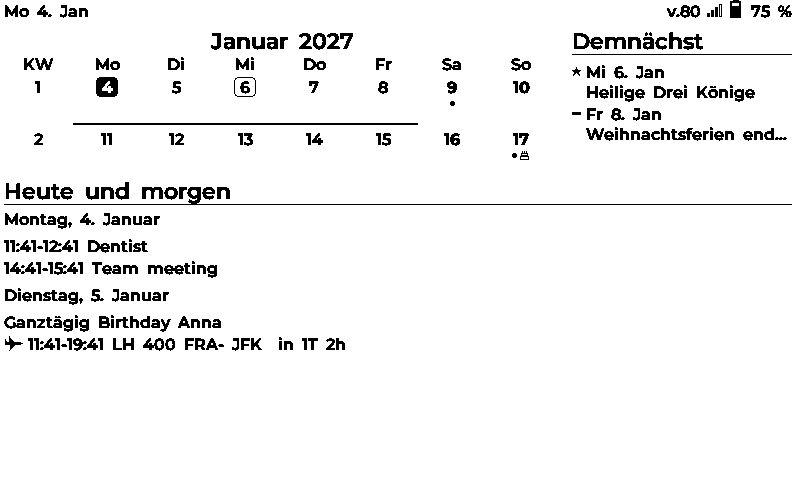 Mo 4. Jan
v.80 75 %
Januar 2027
KW Mo Di Mi Do Fr Sa So
1 4 5 6 7 8 9 10
2 11 12 13 14 15 16 17
Demnächst
Mi 6. Jan
Heilige Drei Könige
Fr 8. Jan
Weihnachtsferien end...
Heute und morgen
Montag, 4. Januar
11:41-12:41 Dentist
14:41-15:41 Team meeting
Dienstag, 5. Januar
Ganztägig Birthday Anna
11:41-19:41 LH 400 FRA- JFK in 1T 2h